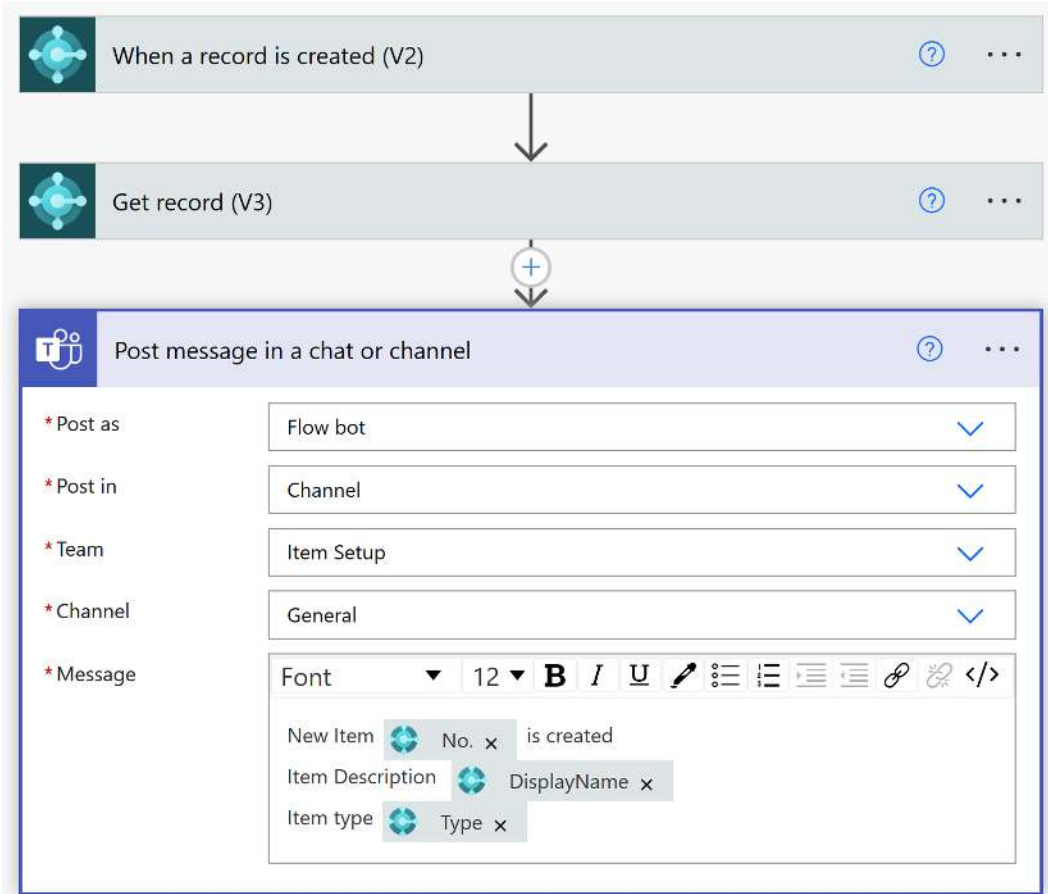 When a record is created (V2)
Get record (V3)
Post message in a chat or channel
* Post as Flow bot
* Post in Channel
* Team Item Setup
* Channel General
* Message Font 12 B I U </>
New Item No. × is created
Item Description DisplayName ×
Item type Type ×